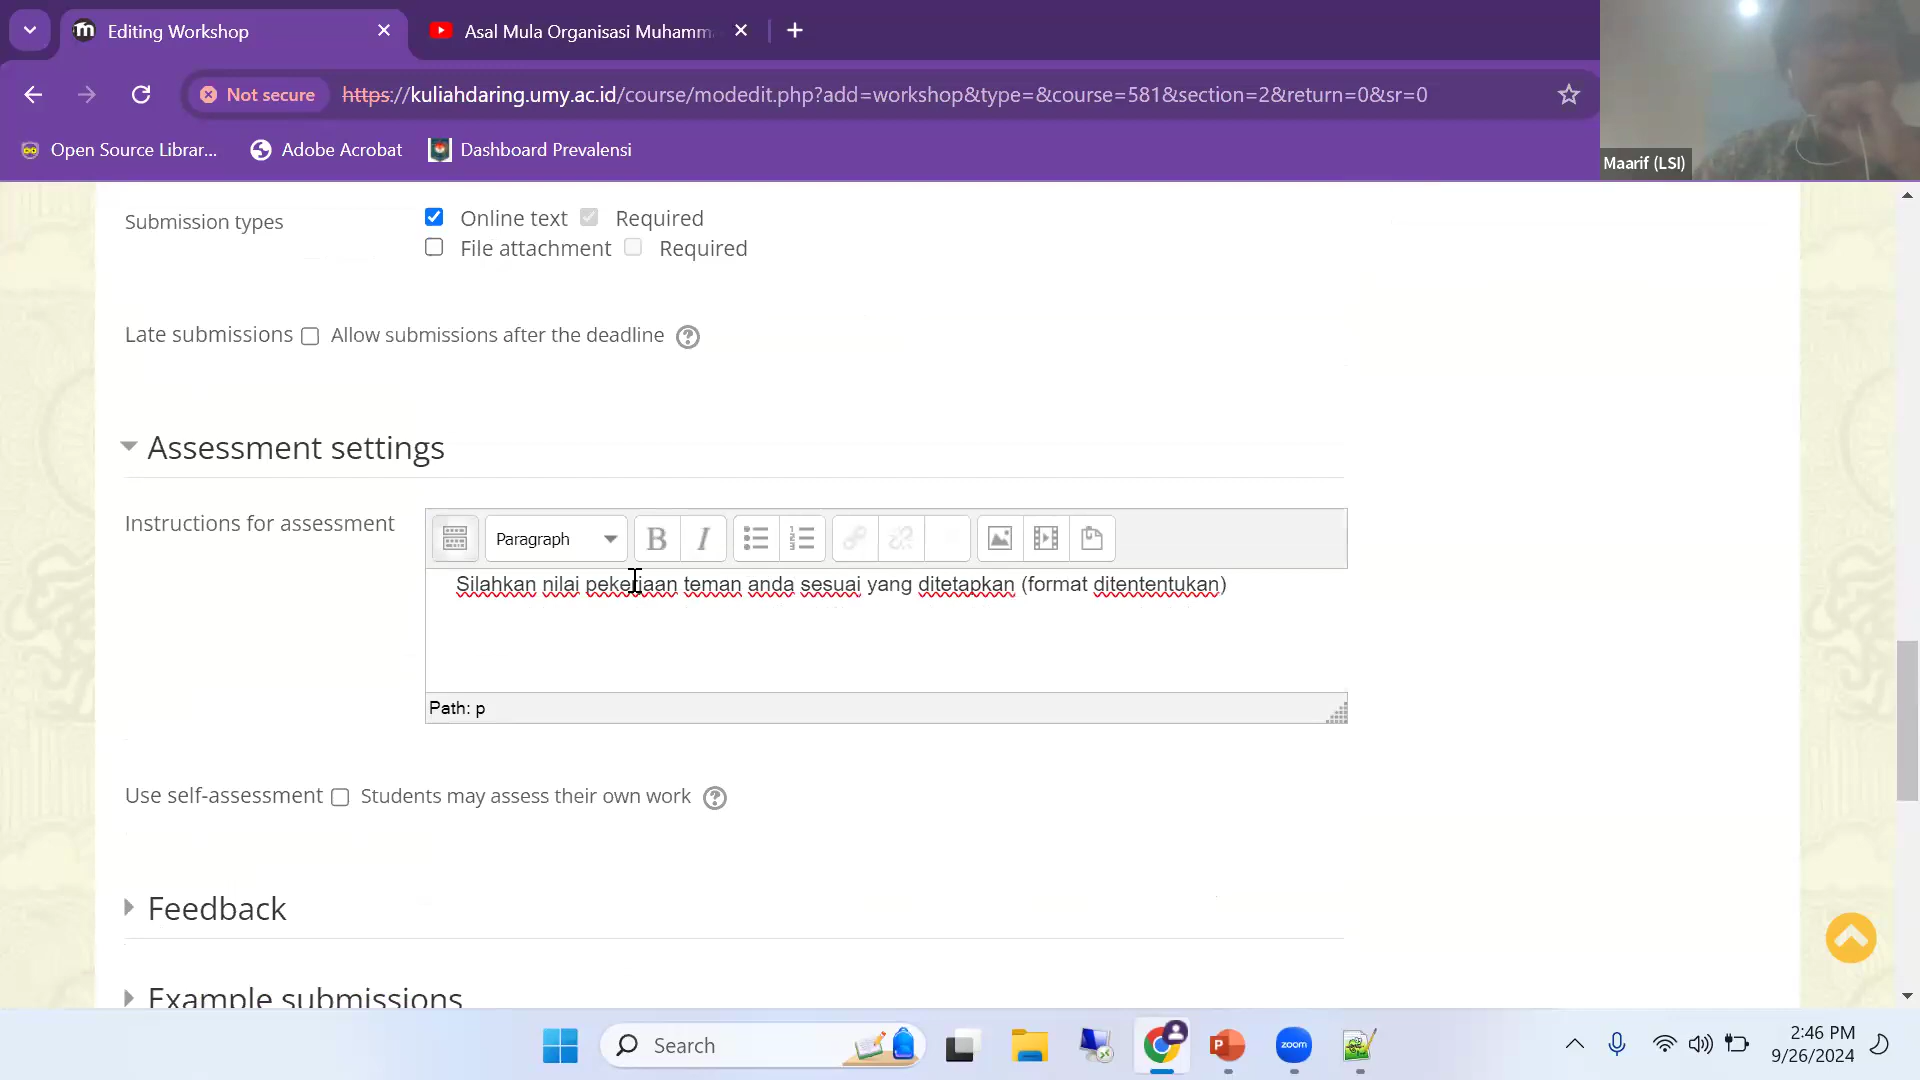 Editing Workshop
Asal Mula Organisasi Muhamm
Not secure
https://kuliahdaring.umy.ac.id/course/modedit.php?add=workshop&type=&course=581&section=2&return=0&sr=0
Open Source Librar...
Adobe Acrobat
Dashboard Prevalensi
Maarif (LSI)
Submission types
Online text
Required
File attachment
Required
Late submissions
Allow submissions after the deadline
Assessment settings
Instructions for assessment
Paragraph
B
I
Silahkan nilai pekerjaan teman anda sesuai yang ditetapkan (format ditententukan)
Path: p
Use self-assessment
Students may assess their own work
Feedback
Example submissions
Search
zoom
2:46 PM
9/26/2024